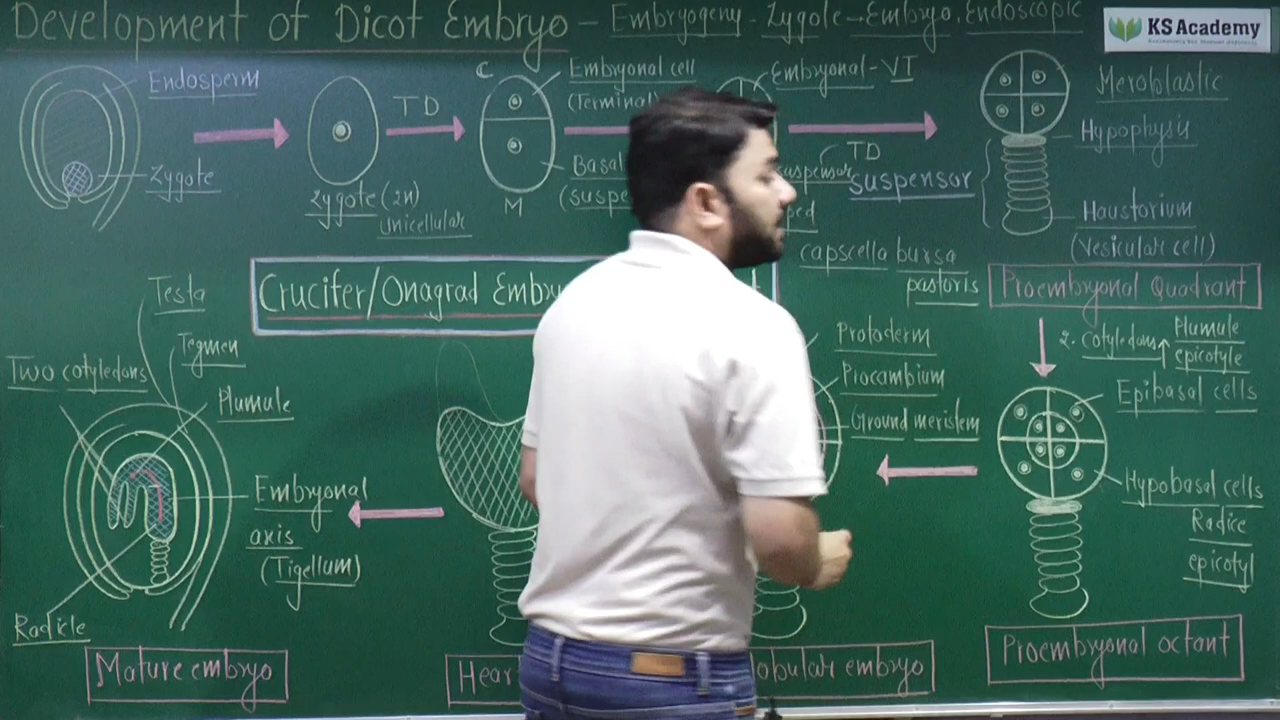 Development of Dicot Embryo - Embryogeny - Zygote → Embryo, Endoscopic
KS Academy
Endosperm
Zygote
Zygote (2N)
Unicellular
TD
C
M
Embryonal cell
(Terminal
Basal
(suspe
Embryonal - VI
TD
suspensor
suspensor
ped
Meroblastic
Hypophysis
Haustorium
(Vesicular cell)
capscella bursa
pastoris
Proembryonal Quadrant
Crucifer/Onagrad Emb
2. cotyledons
Plumule
epicotyle
Epibasal cells
Hypobasal cells
Radice
epicotyl
Proembryonal octant
Protoderm
Procambium
Ground meristem
obular embryo
Hear
Testa
Tegmen
Two cotyledons
Plumule
Embryonal
axis
(Tigellum)
Radicle
Mature embryo